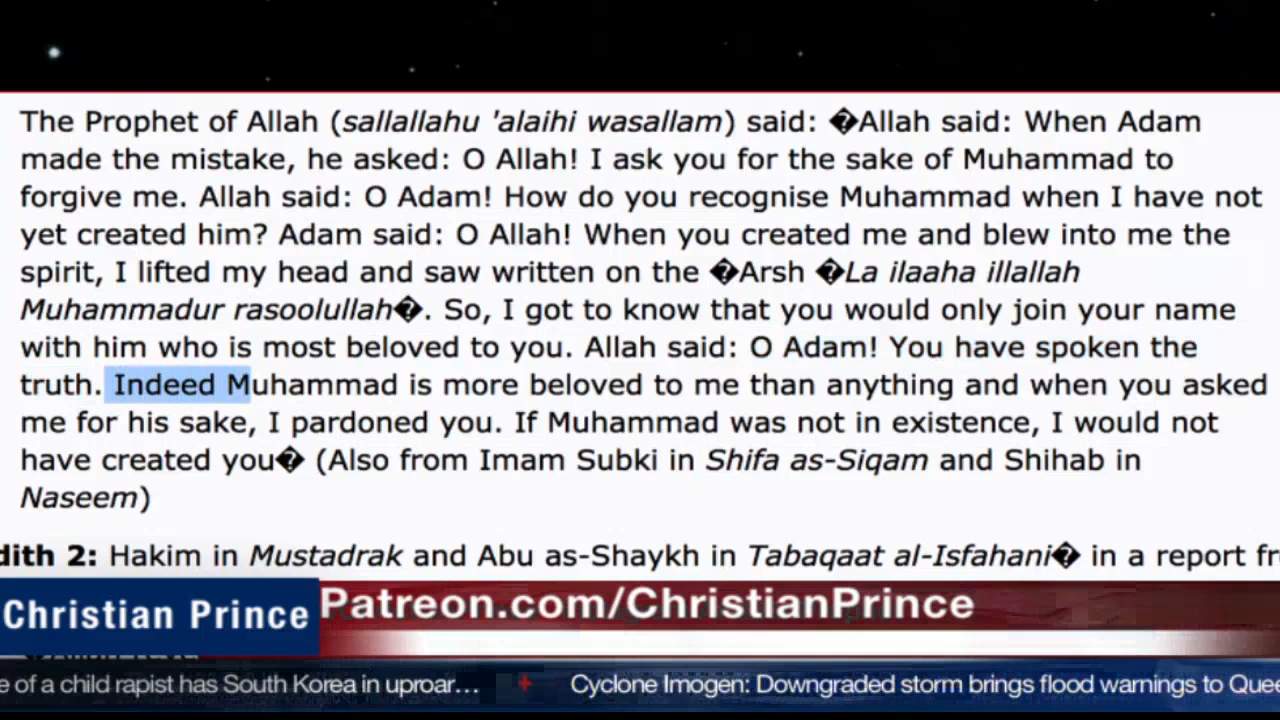 The Prophet of Allah (sallallahu 'alaihi wasallam) said: �Allah said: When Adam
made the mistake, he asked: O Allah! I ask you for the sake of Muhammad to
forgive me. Allah said: O Adam! How do you recognise Muhammad when I have not
yet created him? Adam said: O Allah! When you created me and blew into me the
spirit, I lifted my head and saw written on the �Arsh �La ilaaha illallah
Muhammadur rasoolullah�. So, I got to know that you would only join your name
with him who is most beloved to you. Allah said: O Adam! You have spoken the
truth. Indeed Muhammad is more beloved to me than anything and when you asked
me for his sake, I pardoned you. If Muhammad was not in existence, I would not
have created you� (Also from Imam Subki in Shifa as-Siqam and Shihab in
Naseem)
dith 2: Hakim in Mustadrak and Abu as-Shaykh in Tabaqaat al-Isfahani� in a report fr
Christian Prince
Patreon.com/ChristianPrince
e of a child rapist has South Korea in uproar… + Cyclone Imogen: Downgraded storm brings flood warnings to Que